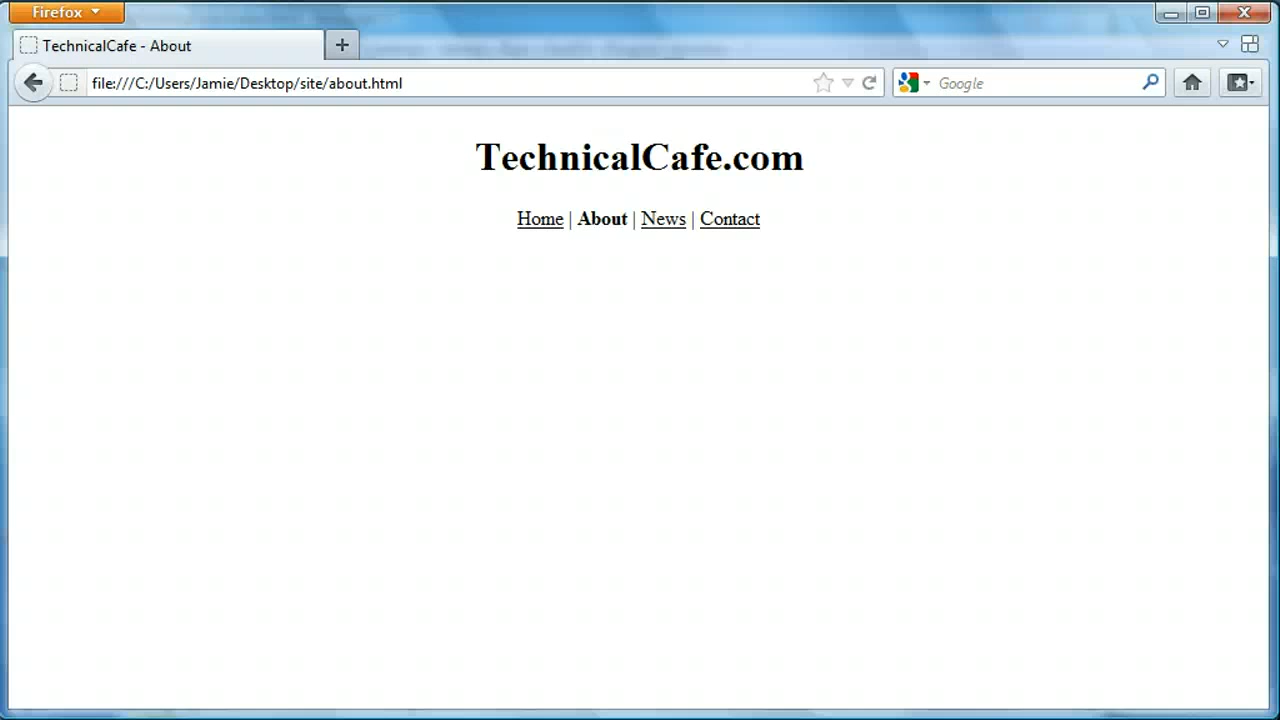 Firefox
TechnicalCafe - About
file:///C:/Users/Jamie/Desktop/site/about.html
Google
TechnicalCafe.com
Home | About | News | Contact